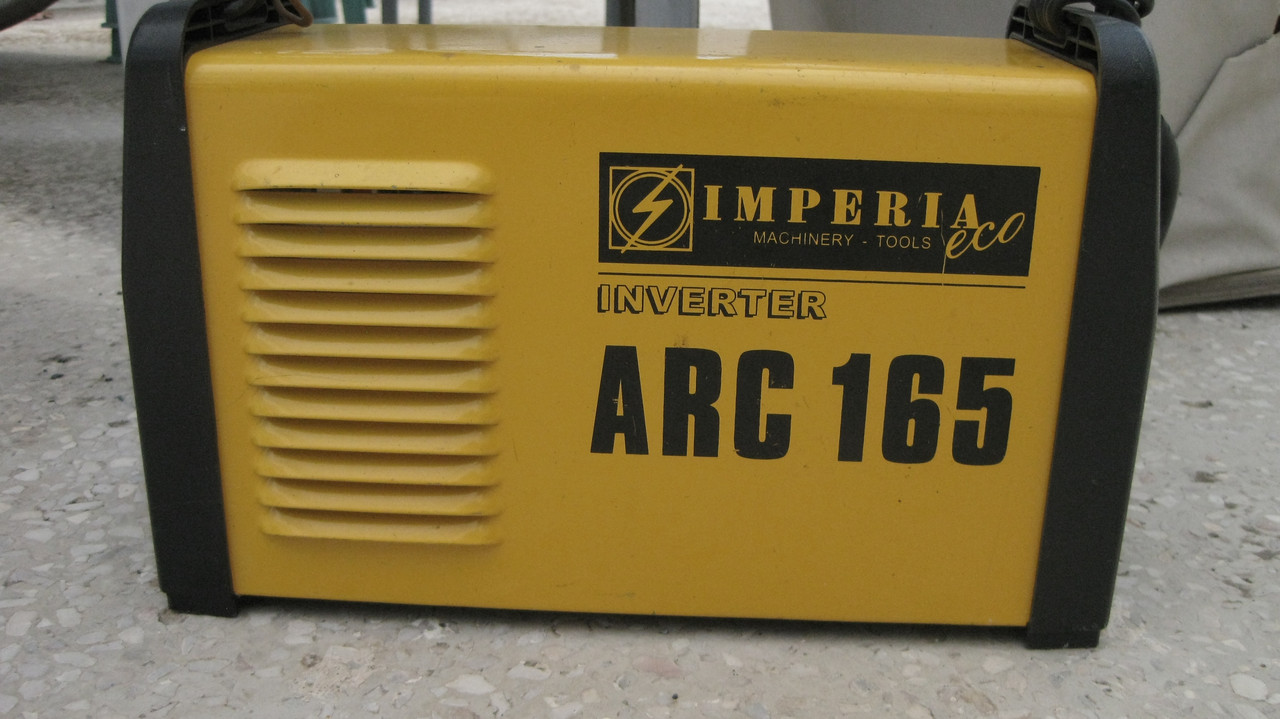 IMPERIA
eco
MACHINERY - TOOLS
INVERTER
ARC 165